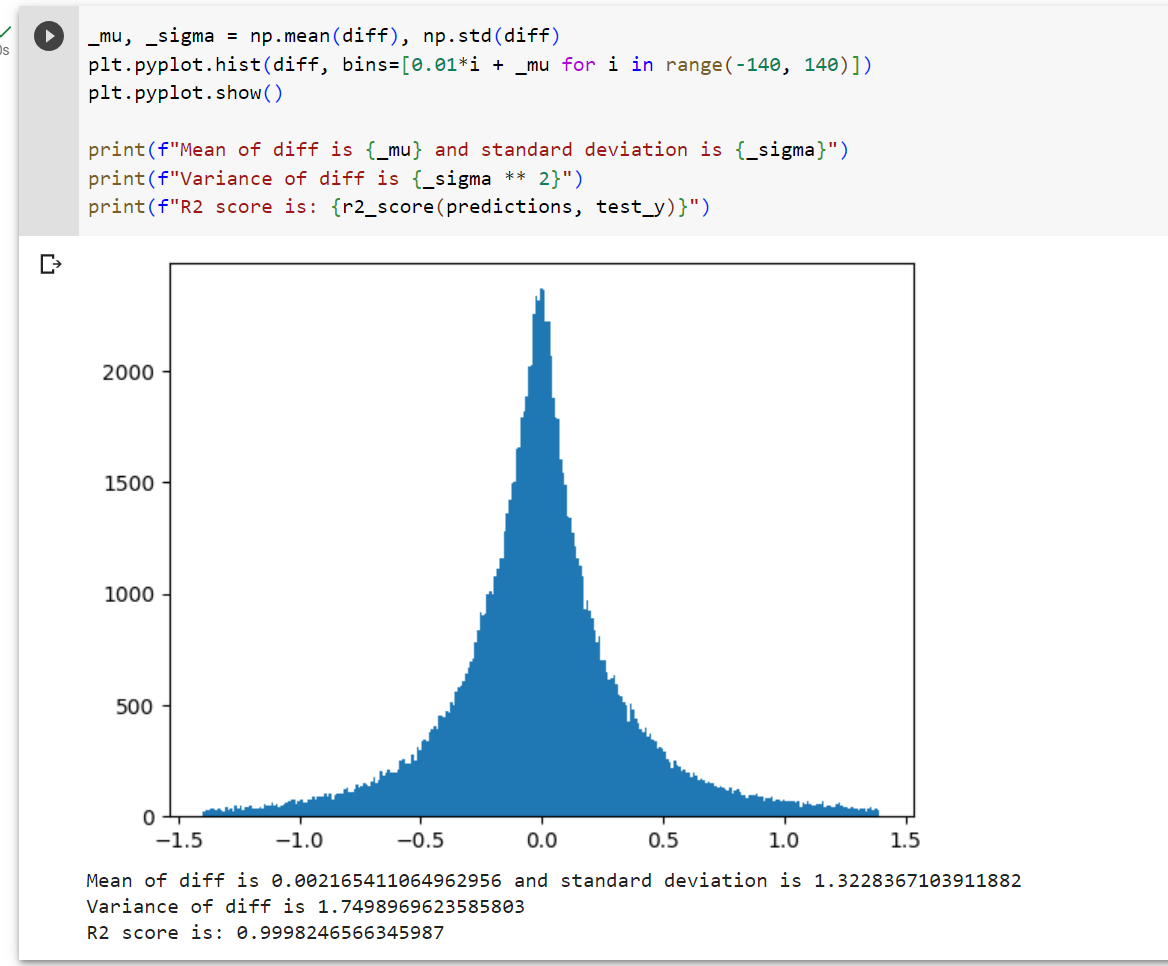 _mu, _sigma = np.mean(diff), np.std(diff)
plt.pyplot.hist(diff, bins=[0.01*i + _mu for i in range(-140, 140)])
plt.pyplot.show()
print(f"Mean of diff is {_mu} and standard deviation is {_sigma}")
print(f"Variance of diff is {_sigma ** 2}")
print(f"R2 score is: {r2_score(predictions, test_y)}")
0s
2000
1500
1000
500
0
−1.5 −1.0 −0.5 0.0 0.5 1.0 1.5
Mean of diff is 0.002165411064962956 and standard deviation is 1.3228367103911882
Variance of diff is 1.7498969623585803
R2 score is: 0.9998246566345987